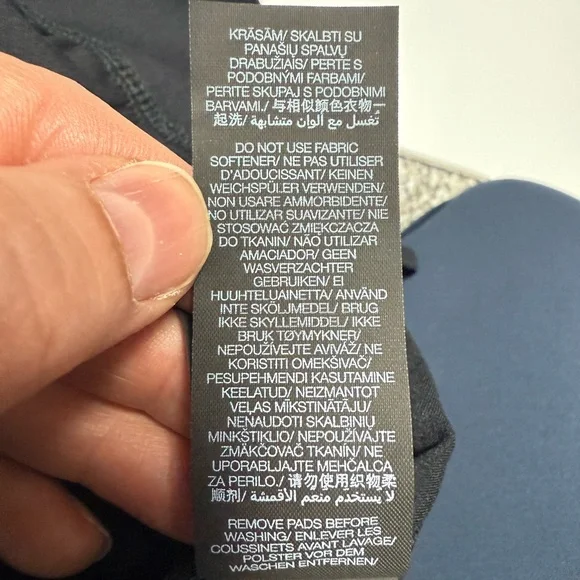 KRĀSĀM/ SKALBTI SU
PANAŠIŲ SPALVŲ
DRABUŽIAIS/ PERTE S
PODOBNÝMI FARBAMI/
PERITE SKUPAJ S PODOBNIMI
BARVAMI./ 与相似颜色衣物一
起洗/ تُغسل مع ألوان متشابهة/
DO NOT USE FABRIC
SOFTENER/ NE PAS UTILISER
D'ADOUCISSANT/ KEINEN
WEICHSPÜLER VERWENDEN/
NON USARE AMMORBIDENTE/
NO UTILIZAR SUAVIZANTE/ NIE
STOSOWAĆ ZMIĘKCZACZA
DO TKANIN/ NÃO UTILIZAR
AMACIADOR/ GEEN
WASVERZACHTER
GEBRUIKEN/ EI
HUUHTELUAINETTA/ ANVÄND
INTE SKÖLJMEDEL/ BRUG
IKKE SKYLLEMIDDEL/ IKKE
BRUK TØYMYKNER/
NEPOUŽÍVEJTE AVIVÁŽ/ NE
KORISTITI OMEKŠIVAČ/
PESUPEHMENDI KASUTAMINE
KEELATUD/ NEIZMANTOT
VEĻAS MĪKSTINĀTĀJU/
NENAUDOTI SKALBINIŲ
MINKŠTIKLIO/ NEPOUŽÍVAJTE
ZMÄKČOVAČ TKANÍN/ NE
UPORABLJAJTE MEHČALCA
ZA PERILO./ 请勿使用织物柔
顺剂/ لا يستخدم منعم الأقمشة/
REMOVE PADS BEFORE
WASHING/ ENLEVER LES
COUSSINETS AVANT LAVAGE/
POLSTER VOR DEM
WASCHEN ENTFERNEN/